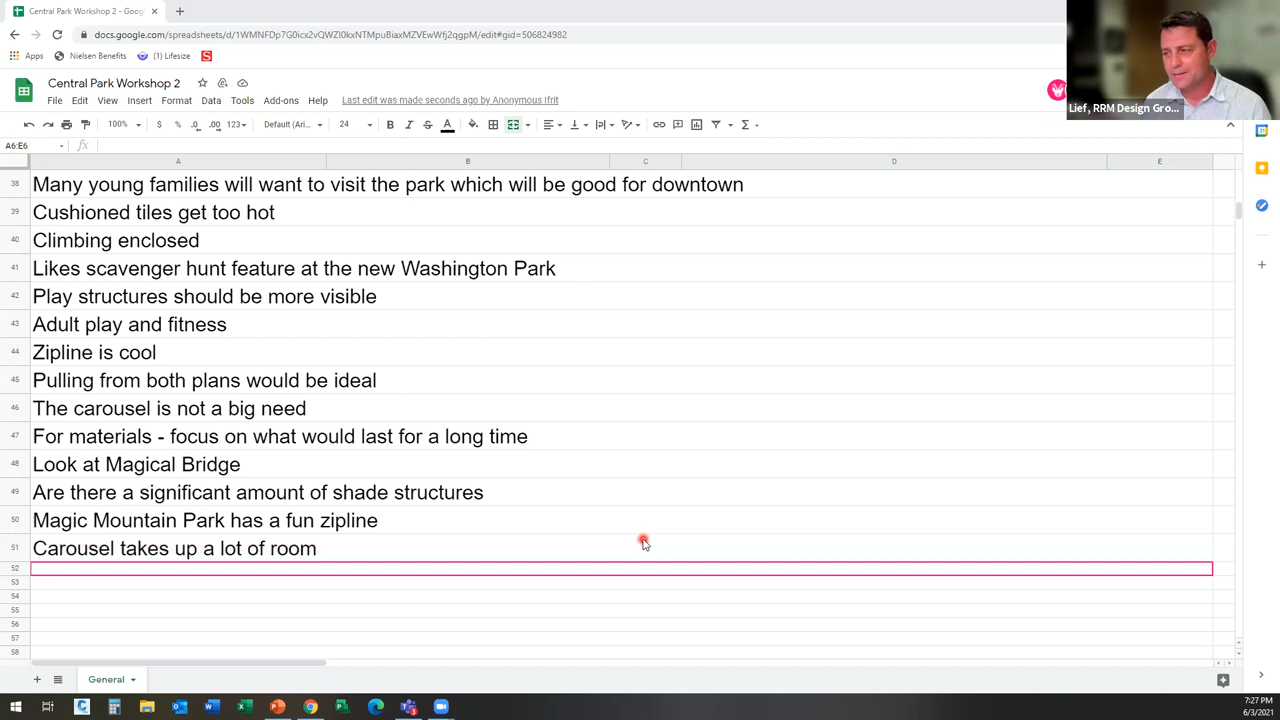 Central Park Workshop 2 - Googl
docs.google.com/spreadsheets/d/1WMNFDp7G0icx2vQWZI0kxNTMpuBiaxMZVEwWfj2qgpM/edit#gid=506824982
Apps Nielsen Benefits (1) Lifesize
Central Park Workshop 2
File Edit View Insert Format Data Tools Add-ons Help Last edit was made seconds ago by Anonymous Ifrit
Lief, RRM Design Gro...
100% $ % .0 .00 123 Default (Ari... 24
A6:E6
A B C D E
38 Many young families will want to visit the park which will be good for downtown
39 Cushioned tiles get too hot
40 Climbing enclosed
41 Likes scavenger hunt feature at the new Washington Park
42 Play structures should be more visible
43 Adult play and fitness
44 Zipline is cool
45 Pulling from both plans would be ideal
46 The carousel is not a big need
47 For materials - focus on what would last for a long time
48 Look at Magical Bridge
49 Are there a significant amount of shade structures
50 Magic Mountain Park has a fun zipline
51 Carousel takes up a lot of room
52
53
54
55
56
57
58
General
7:27 PM
6/3/2021